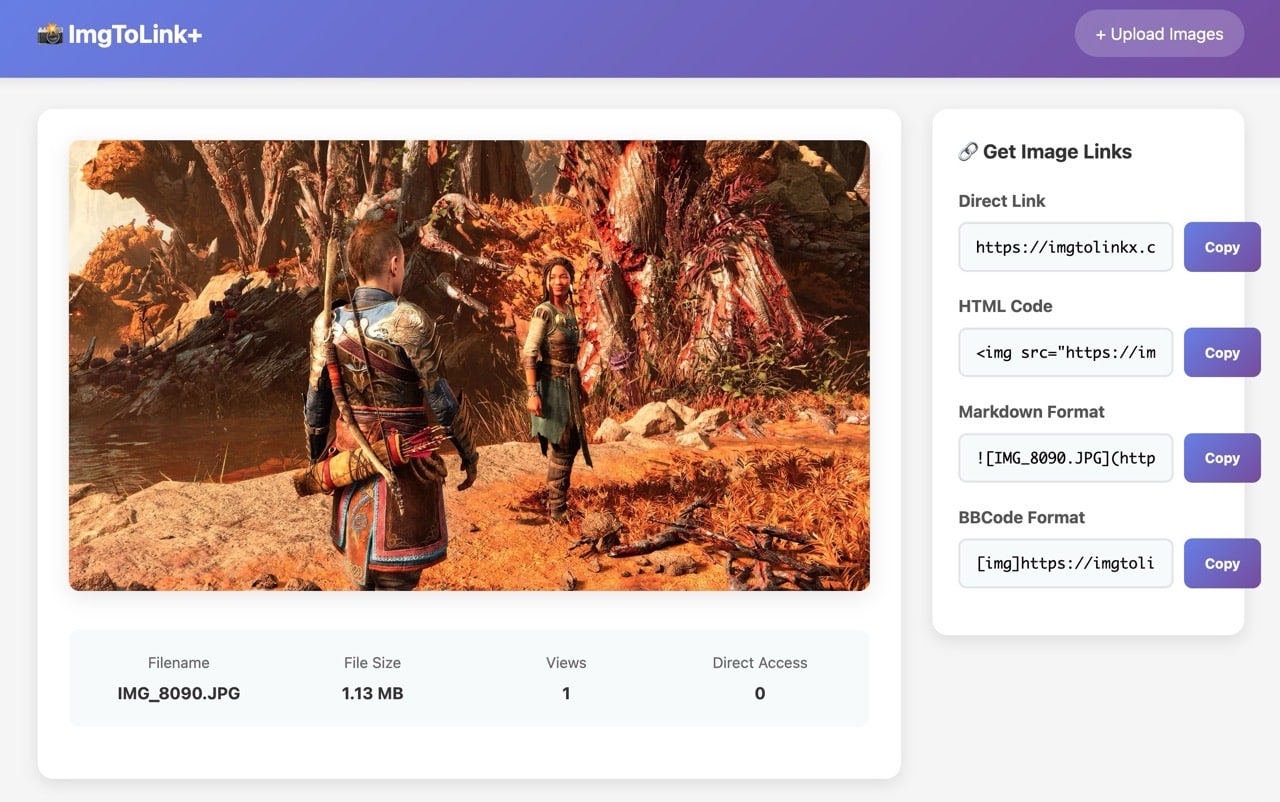 ImgToLink+
+ Upload Images
🔗 Get Image Links
Direct Link
https://imgtolinkx.c
Copy
HTML Code
<img src="https://im
Copy
Markdown Format
![IMG_8090.JPG](http
Copy
BBCode Format
[img]https://imgtoli
Copy
Filename
IMG_8090.JPG
File Size
1.13 MB
Views
1
Direct Access
0